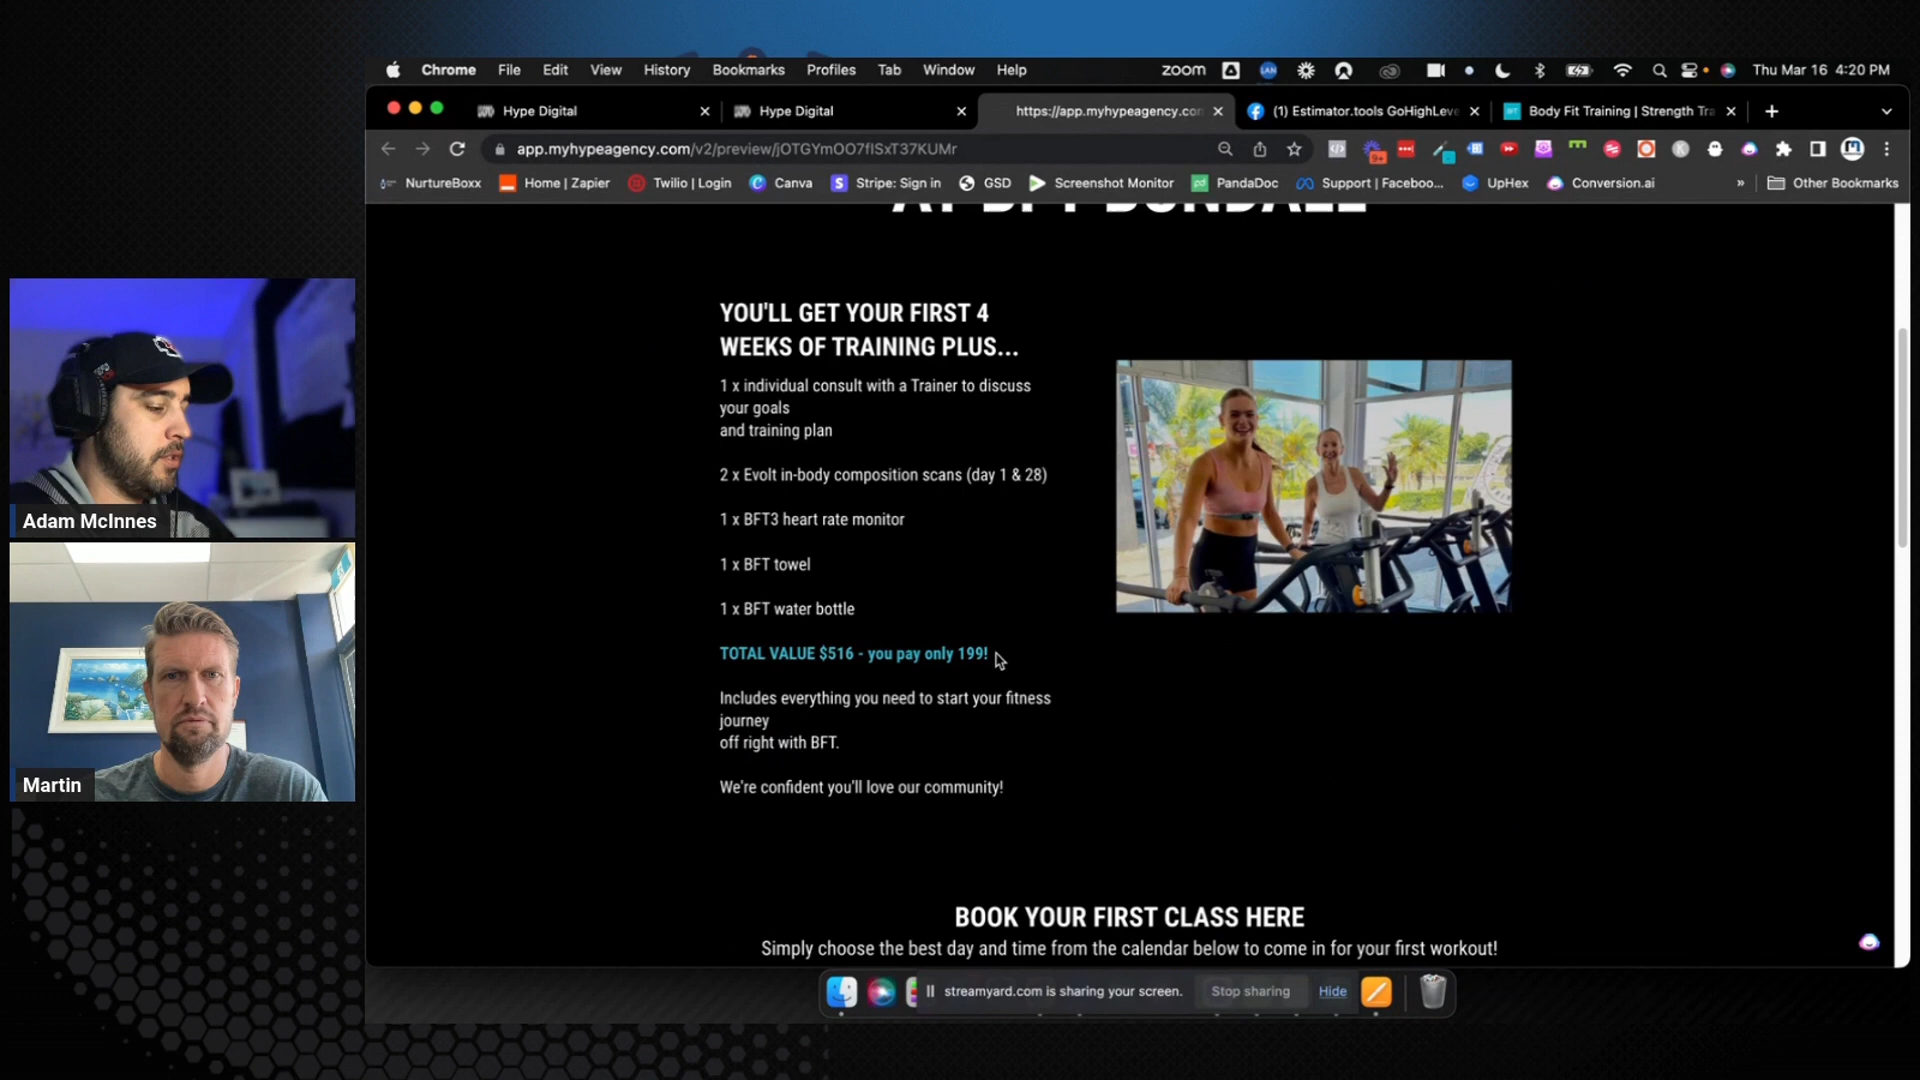 Chrome File Edit View History Bookmarks Profiles Tab Window Help zoom LAN Thu Mar 16 4:20 PM
Hype Digital Hype Digital https://app.myhypeagency.con (1) Estimator.tools GoHighLeve Body Fit Training | Strength Tra
app.myhypeagency.com/v2/preview/jOTGYmOO7fISxT37KUMr 9+
NurtureBoxx Home | Zapier Twilio | Login Canva Stripe: Sign in GSD Screenshot Monitor PandaDoc Support | Faceboo... UpHex Conversion.ai » Other Bookmarks
AT BFT BUNDALL
YOU'LL GET YOUR FIRST 4
WEEKS OF TRAINING PLUS...
1 x individual consult with a Trainer to discuss
your goals
and training plan
2 x Evolt in-body composition scans (day 1 & 28)
1 x BFT3 heart rate monitor
1 x BFT towel
1 x BFT water bottle
TOTAL VALUE $516 - you pay only 199!
Includes everything you need to start your fitness
journey
off right with BFT.
We're confident you'll love our community!
BOOK YOUR FIRST CLASS HERE
Simply choose the best day and time from the calendar below to come in for your first workout!
streamyard.com is sharing your screen. Stop sharing Hide
Adam McInnes
Martin